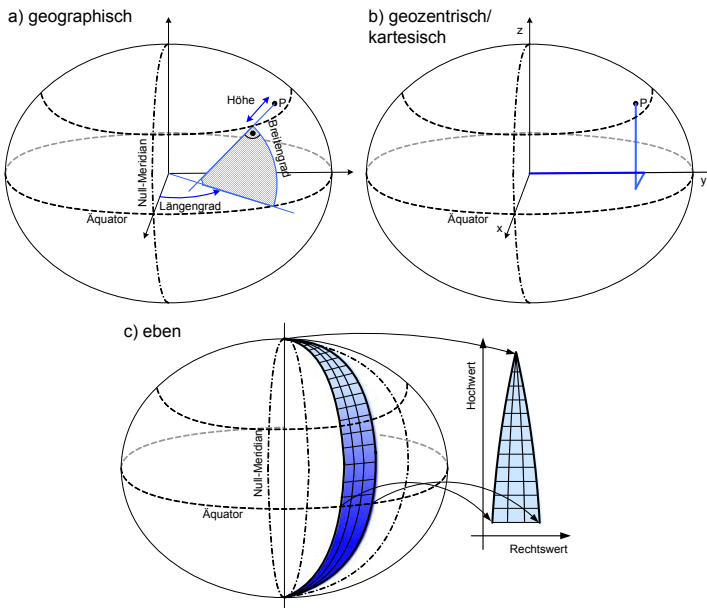 a) geographisch
Höhe
P
Breitengrad
Null-Meridian
Längengrad
Äquator
b) geozentrisch/
kartesisch
z
P
y
Äquator
x
c) eben
Null-Meridian
Äquator
Hochwert
Rechtswert